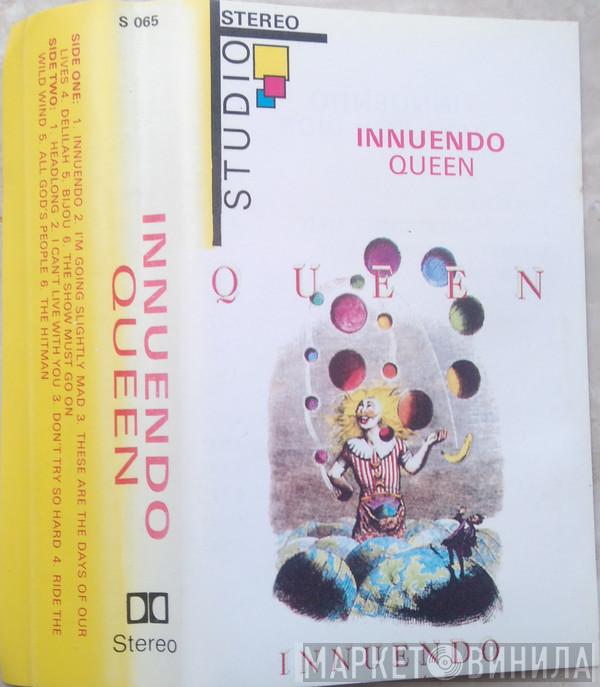 S 065
SIDE ONE: 1. INNUENDO 2. I'M GOING SLIGHTLY MAD 3. THESE ARE THE DAYS OF OUR
LIVES 4. DELILAH 5. BIJOU 6. THE SHOW MUST GO ON
SIDE TWO: 1. HEADLONG 2. I CAN'T LIVE WITH YOU 3. DON'T TRY SO HARD 4. RIDE THE
WILD WIND 5. ALL GOD'S PEOPLE 6. THE HITMAN
INNUENDO
QUEEN
Stereo
STEREO
STUDIO
INNUENDO
QUEEN
QUEEN
INNUENDO
МАРКЕТ ВИНИЛА